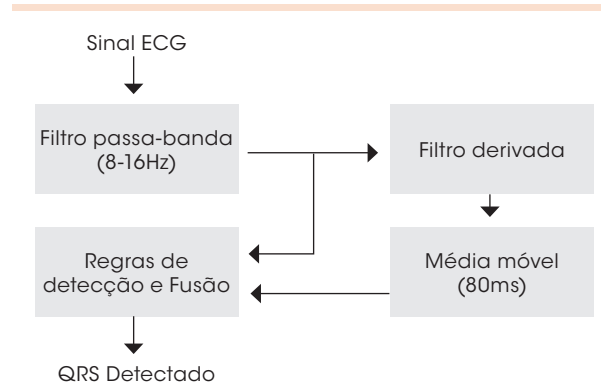 Sinal ECG
Filtro passa-banda
(8-16Hz)
Filtro derivada
Regras de
detecção e Fusão
Média móvel
(80ms)
QRS Detectado